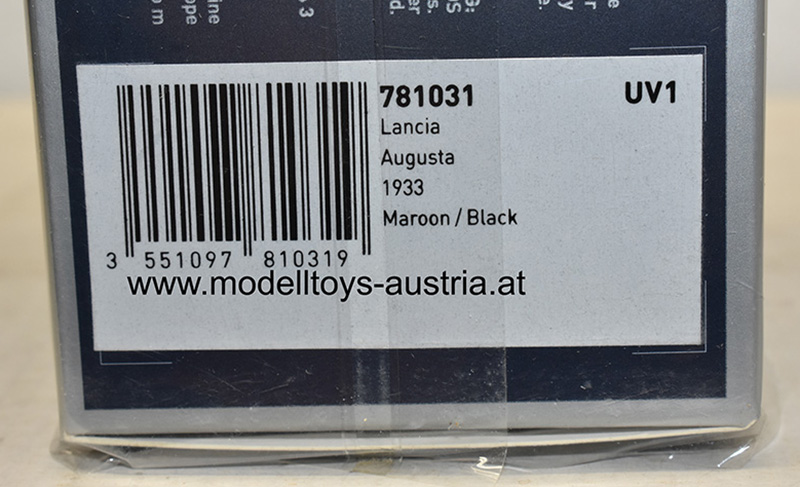 781031
UV1
Lancia
Augusta
1933
Maroon / Black
3 551097 810319
www.modelltoys-austria.at